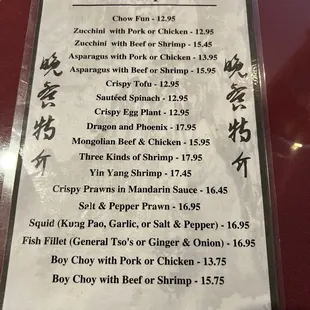 Chow Fun - 12.95
Zucchini with Pork or Chicken - 12.95
Zucchini with Beef or Shrimp - 15.45
Asparagus with Pork or Chicken - 13.95
Asparagus with Beef or Shrimp - 15.95
Crispy Tofu - 12.95
Sautéed Spinach - 12.95
Crispy Egg Plant - 12.95
Dragon and Phoenix - 17.95
Mongolian Beef & Chicken - 15.95
Three Kinds of Shrimp - 17.95
Yin Yang Shrimp - 17.45
Crispy Prawns in Mandarin Sauce - 16.45
Salt & Pepper Prawn - 16.95
Squid (Kung Pao, Garlic, or Salt & Pepper) - 16.95
Fish Fillet (General Tso's or Ginger & Onion) - 16.95
Boy Choy with Pork or Chicken - 13.75
Boy Choy with Beef or Shrimp - 15.75
晚餐特介
晚餐特介